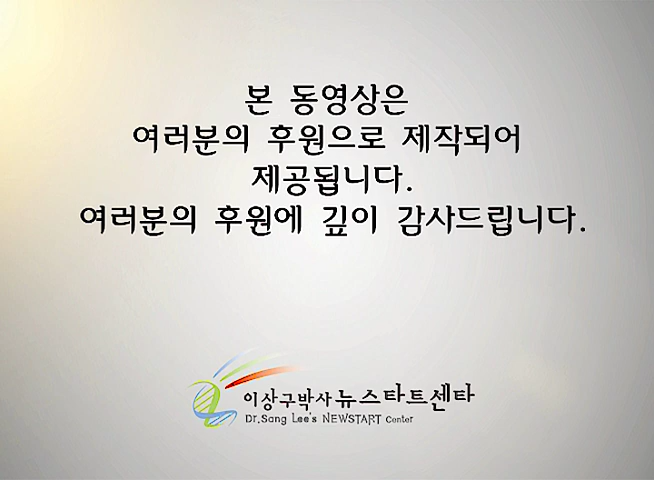 본 동영상은
여러분의 후원으로 제작되어
제공됩니다.
여러분의 후원에 깊이 감사드립니다.
이상구박사 뉴스타트센타
Dr.Sang Lee's NEWSTART Center